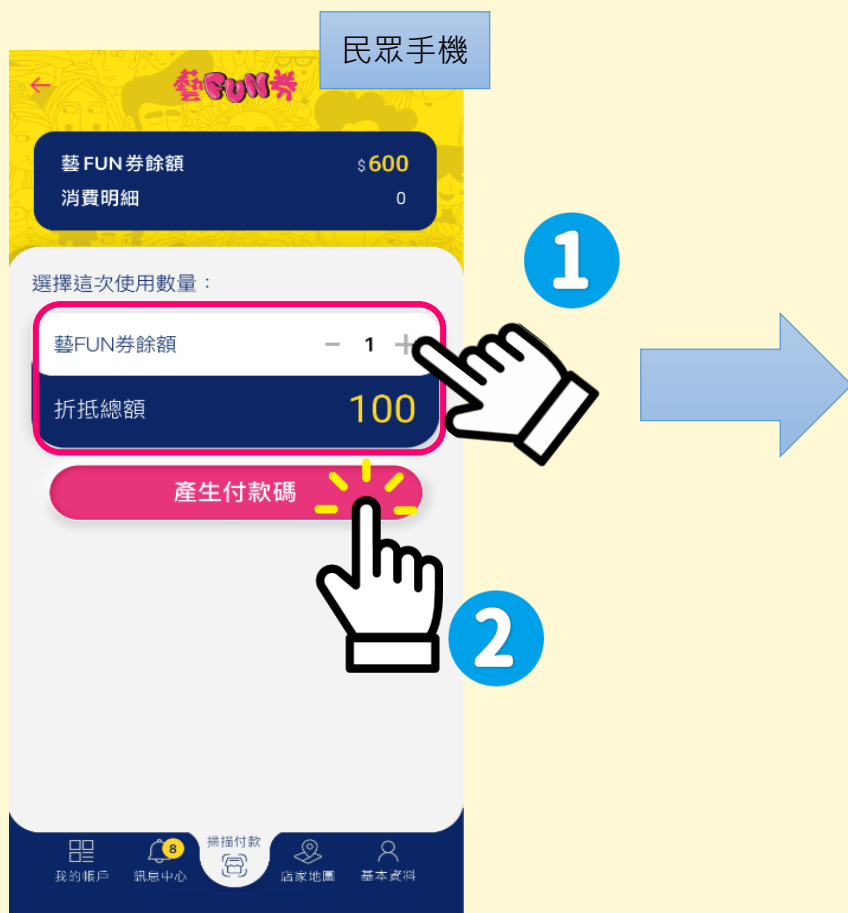 民眾手機
藝FUN券
藝FUN券餘額 $600
消費明細 0
選擇這次使用數量：
藝FUN券餘額 － 1 ＋
折抵總額 100
產生付款碼
1
2
掃描付款
我的帳戶 8 訊息中心 店家地圖 基本資料